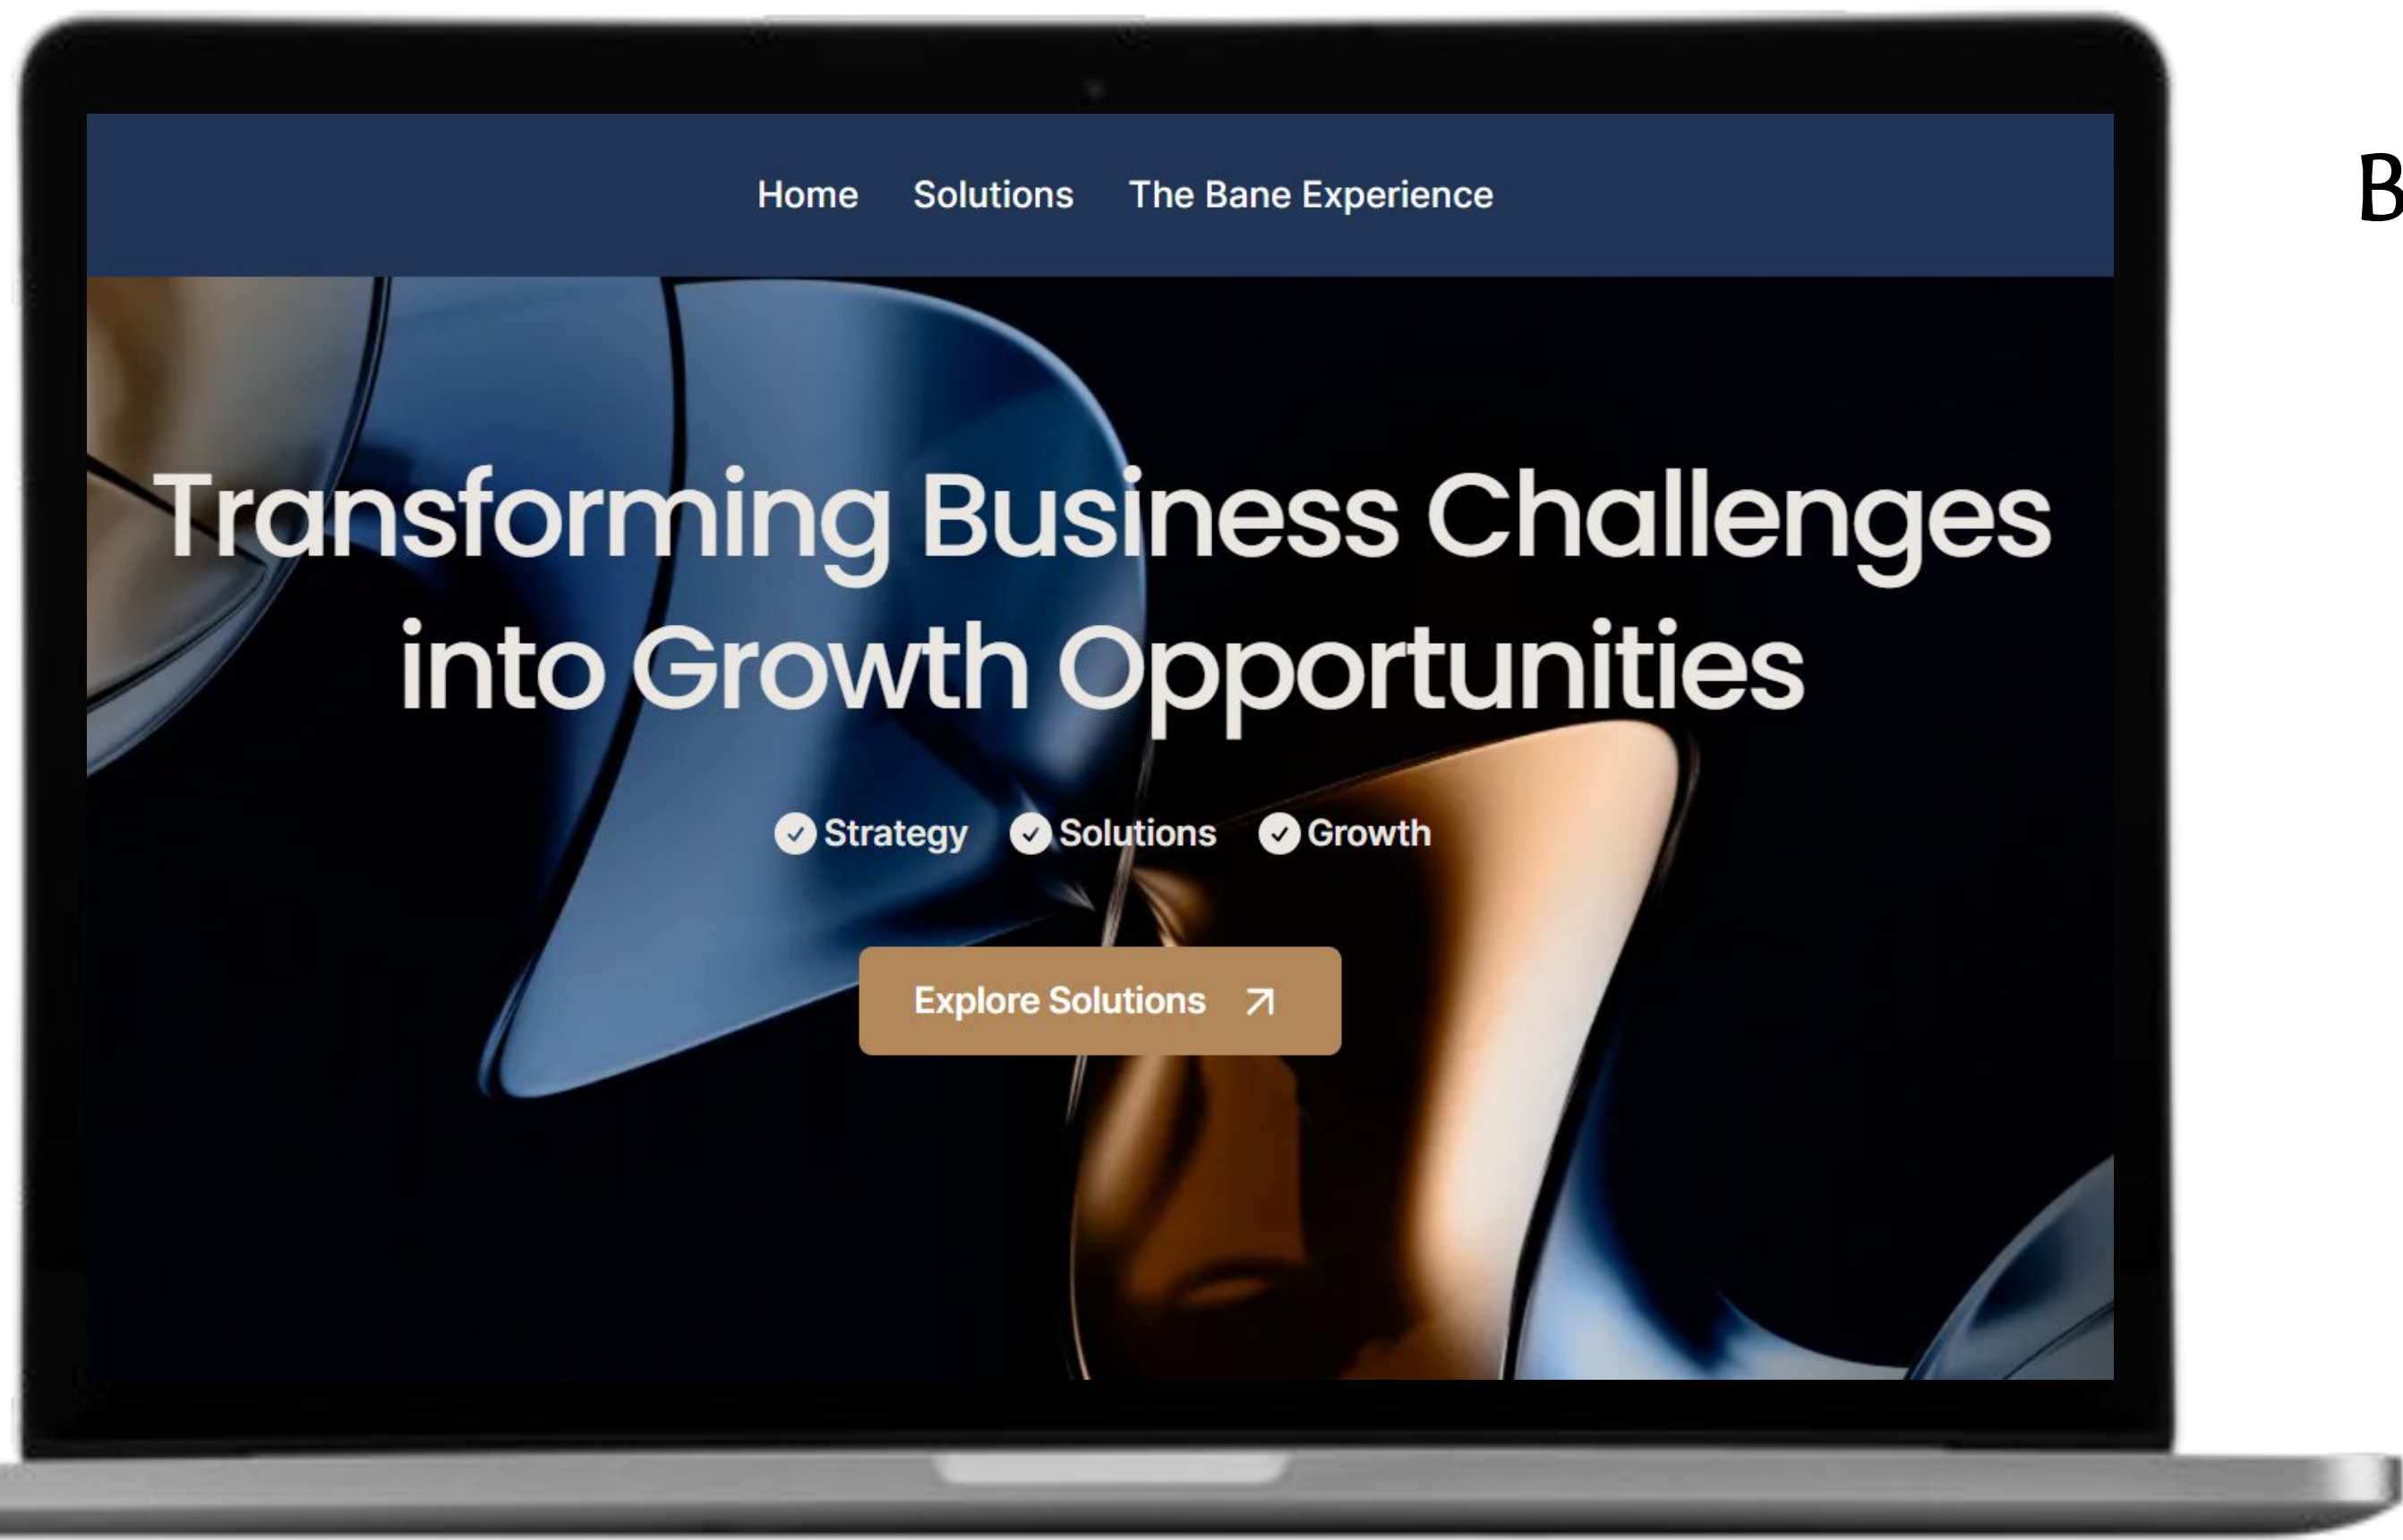 Home Solutions The Bane Experience
Transforming Business Challenges
into Growth Opportunities
Strategy Solutions Growth
Explore Solutions
B